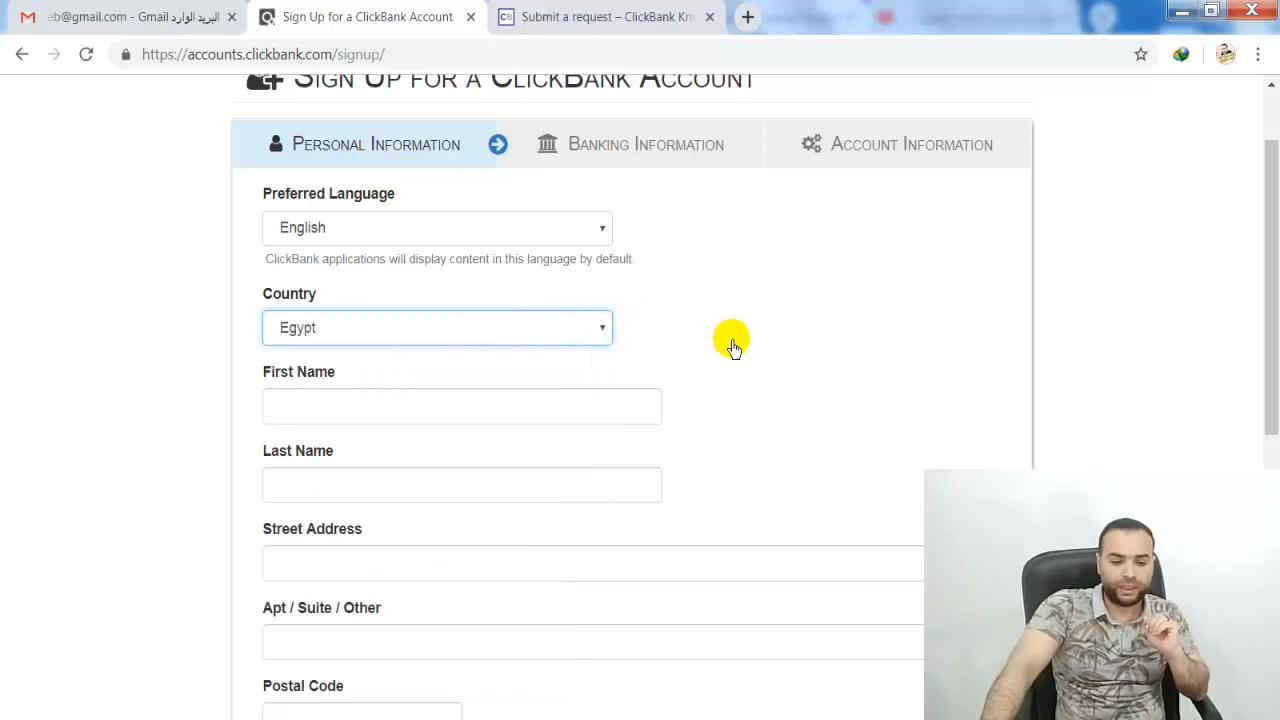 eb@gmail.com - Gmail البريد الوارد
Sign Up for a ClickBank Account
Submit a request – ClickBank Kn
https://accounts.clickbank.com/signup/
Sign Up for a ClickBank Account
Personal Information
Banking Information
Account Information
Preferred Language
English
ClickBank applications will display content in this language by default.
Country
Egypt
First Name
Last Name
Street Address
Apt / Suite / Other
Postal Code